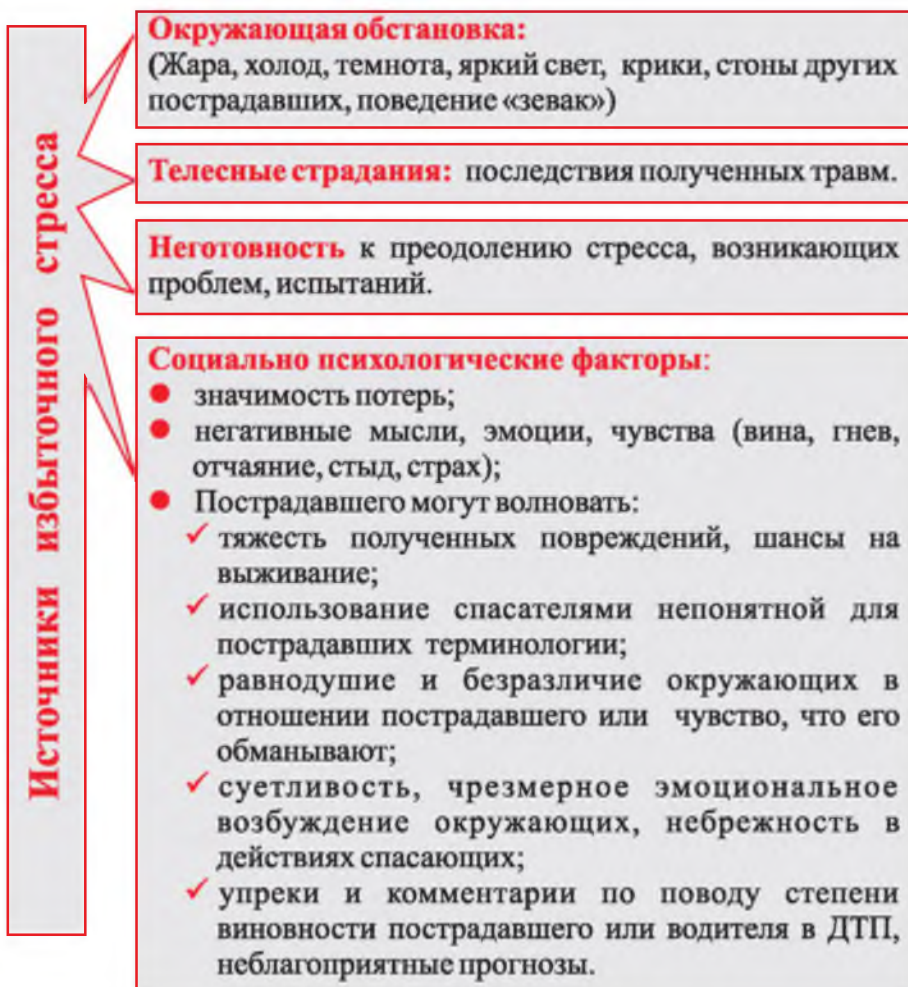 Источники избыточного стресса
Окружающая обстановка:
(Жара, холод, темнота, яркий свет, крики, стоны других
пострадавших, поведение «зевак»)
Телесные страдания: последствия полученных травм.
Неготовность к преодолению стресса, возникающих
проблем, испытаний.
Социально психологические факторы:
● значимость потерь;
● негативные мысли, эмоции, чувства (вина, гнев,
отчаяние, стыд, страх);
● Пострадавшего могут волновать:
✓ тяжесть полученных повреждений, шансы на
выживание;
✓ использование спасателями непонятной для
пострадавших терминологии;
✓ равнодушие и безразличие окружающих в
отношении пострадавшего или чувство, что его
обманывают;
✓ суетливость, чрезмерное эмоциональное
возбуждение окружающих, небрежность в
действиях спасающих;
✓ упреки и комментарии по поводу степени
виновности пострадавшего или водителя в ДТП,
неблагоприятные прогнозы.